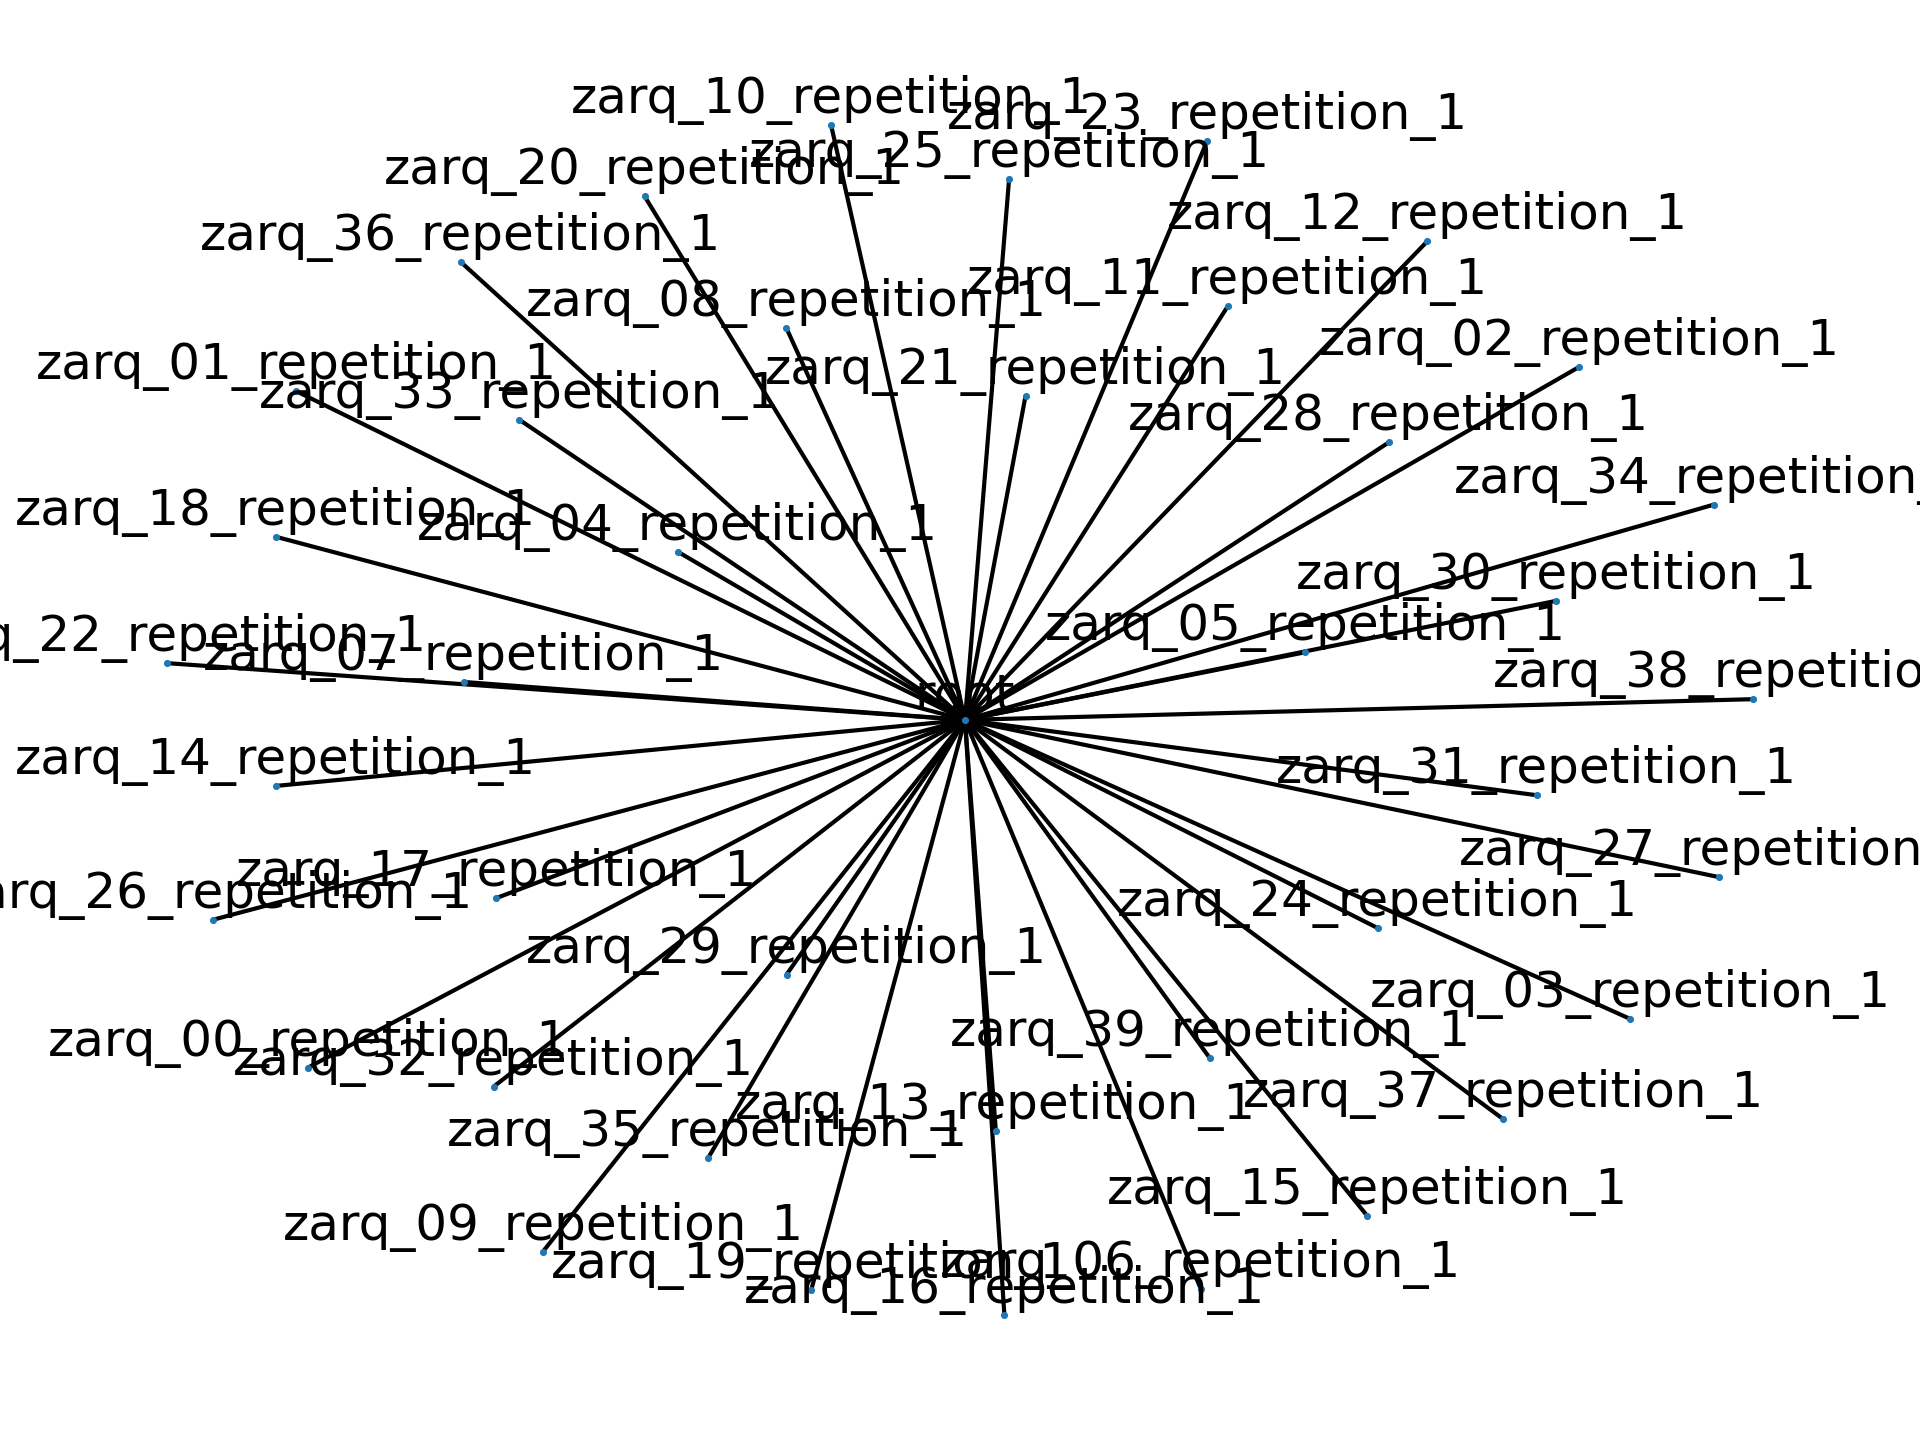 zarq_10_repetition_1
zarq_23_repetition_1
zarq_25_repetition_1
zarq_20_repetition_1
zarq_12_repetition_1
zarq_36_repetition_1
zarq_11_repetition_1
zarq_08_repetition_1
zarq_02_repetition_1
zarq_01_repetition_1
zarq_21_repetition_1
zarq_33_repetition_1
zarq_28_repetition_1
zarq_34_repetition_
zarq_18_repetition_1
zarq_04_repetition_1
zarq_30_repetition_1
zarq_05_repetition_1
q_22_repetition_1
zarq_07_repetition_1
zarq_38_repetitio
root
zarq_14_repetition_1
zarq_31_repetition_1
zarq_27_repetition
zarq_17_repetition_1
arq_26_repetition_1
zarq_24_repetition_1
zarq_29_repetition_1
zarq_03_repetition_1
zarq_39_repetition_1
zarq_00_repetition_1
zarq_32_repetition_1
zarq_37_repetition_1
zarq_13_repetition_1
zarq_35_repetition_1
zarq_15_repetition_1
zarq_09_repetition_1
zarq_19_repetition_1
zarq_06_repetition_1
zarq_16_repetition_1